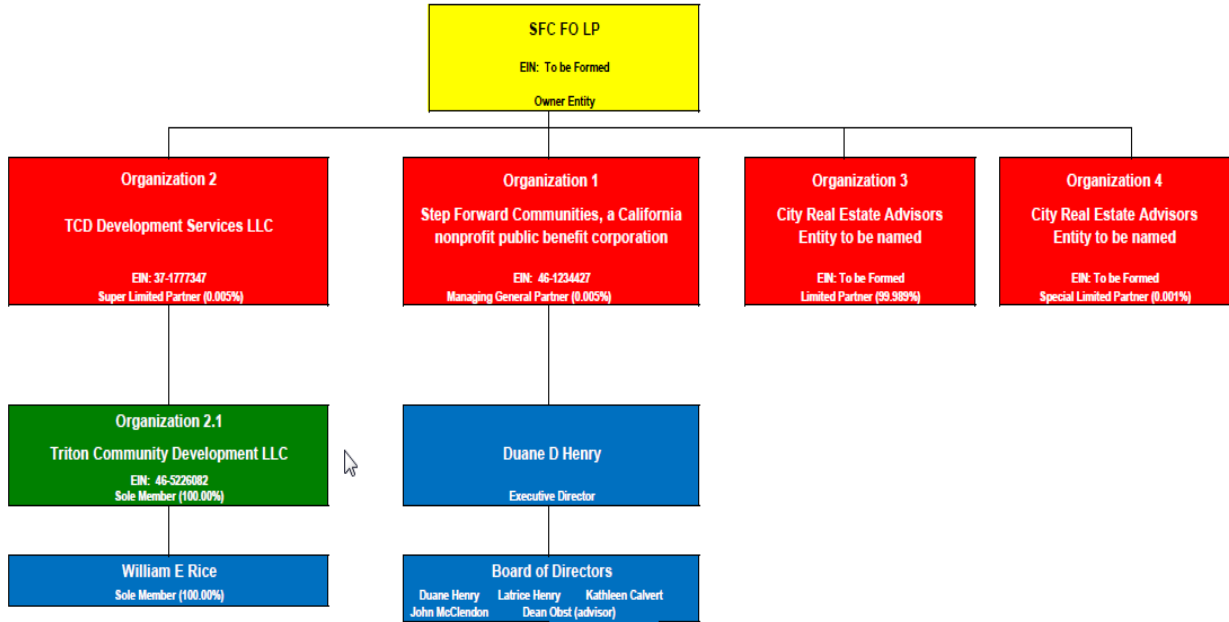 SFC FO LP
EIN: To be Formed
Owner Entity
Organization 2
TCD Development Services LLC
EIN: 37-1777347
Super Limited Partner (0.005%)
Organization 1
Step Forward Communities, a California
nonprofit public benefit corporation
EIN: 46-1234427
Managing General Partner (0.005%)
Organization 3
City Real Estate Advisors
Entity to be named
EIN: To be Formed
Limited Partner (99.989%)
Organization 4
City Real Estate Advisors
Entity to be named
EIN: To be Formed
Special Limited Partner (0.001%)
Organization 2.1
Triton Community Development LLC
EIN: 46-5226082
Sole Member (100.00%)
Duane D Henry
Executive Director
William E Rice
Sole Member (100.00%)
Board of Directors
Duane Henry Latrice Henry Kathleen Calvert
John McClendon Dean Obst (advisor)